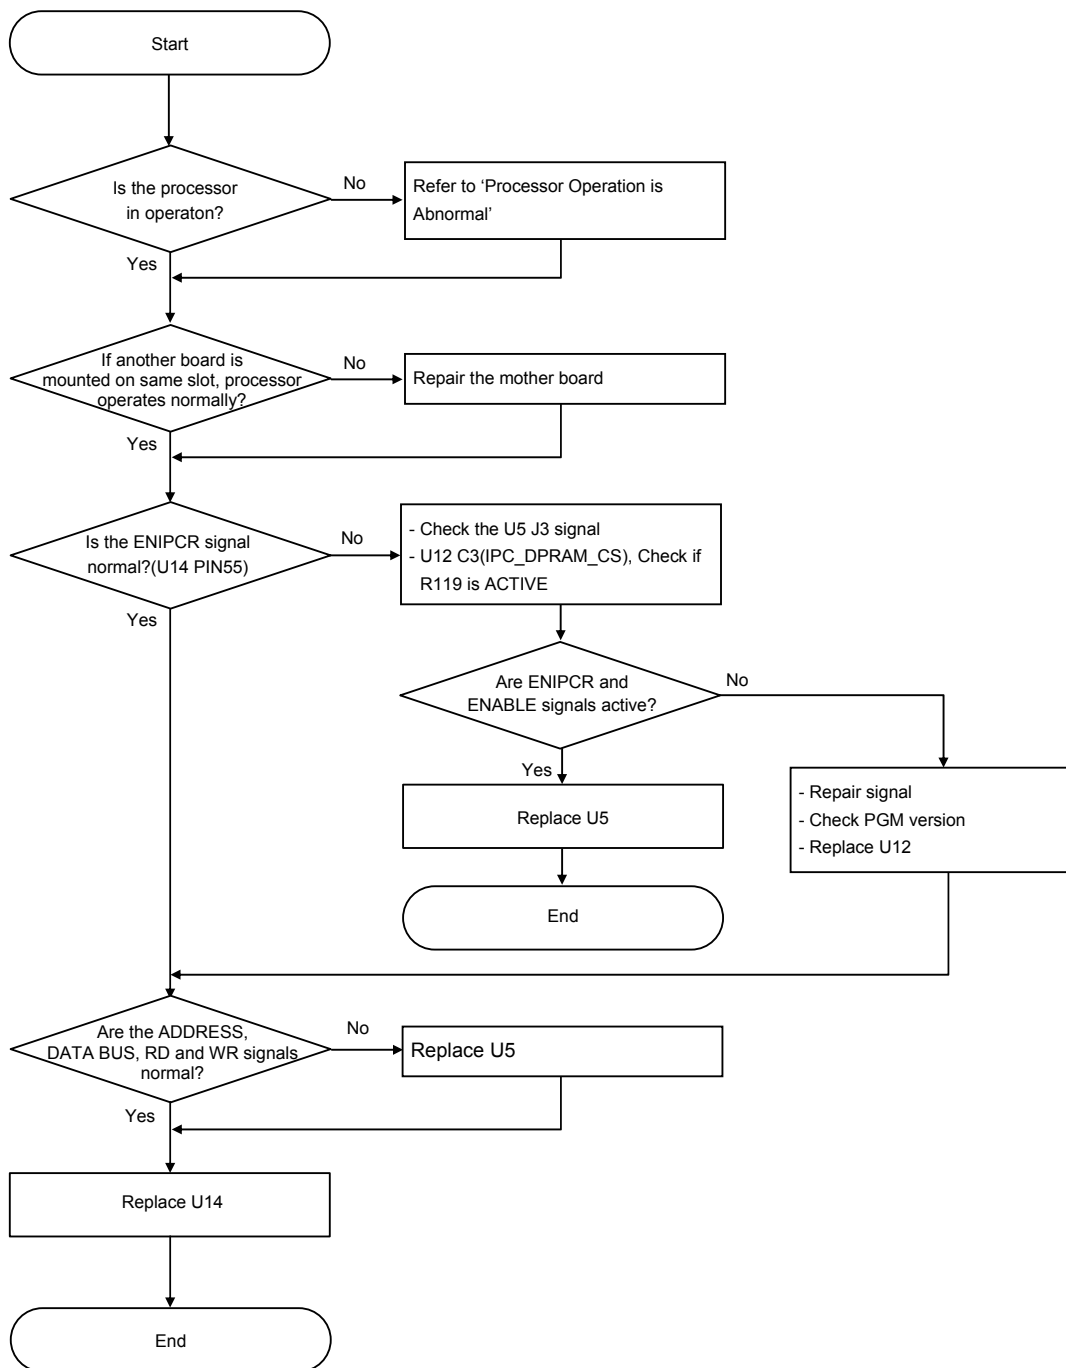 Start
Is the processor
in operaton?
No
Refer to ‘Processor Operation is
Abnormal’
Yes
If another board is
mounted on same slot, processor
operates normally?
No
Repair the mother board
Yes
Is the ENIPCR signal
normal?(U14 PIN55)
No
- Check the U5 J3 signal
- U12 C3(IPC_DPRAM_CS), Check if
R119 is ACTIVE
Yes
Are ENIPCR and
ENABLE signals active?
No
Yes
- Repair signal
- Check PGM version
- Replace U12
Replace U5
End
Are the ADDRESS,
DATA BUS, RD and WR signals
normal?
No
Replace U5
Yes
Replace U14
End